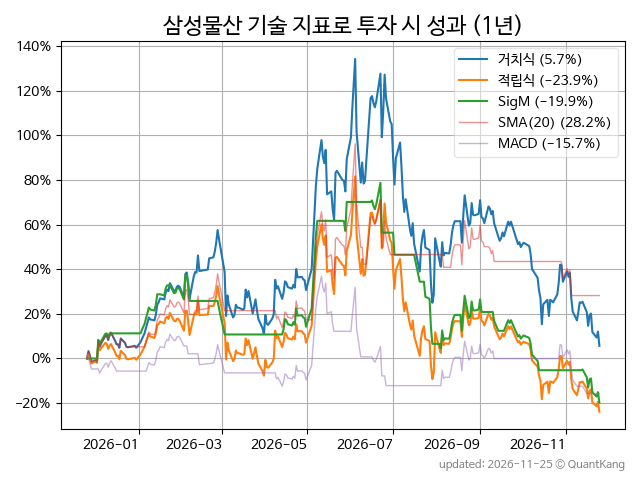 삼성물산 기술 지표로 투자 시 성과 (1년)
140%
120%
100%
80%
60%
40%
20%
0%
−20%
거치식 (5.7%)
적립식 (−23.9%)
SigM (−19.9%)
SMA(20) (28.2%)
MACD (−15.7%)
2026-01
2026-03
2026-05
2026-07
2026-09
2026-11
updated: 2026-11-25 © QuantKang